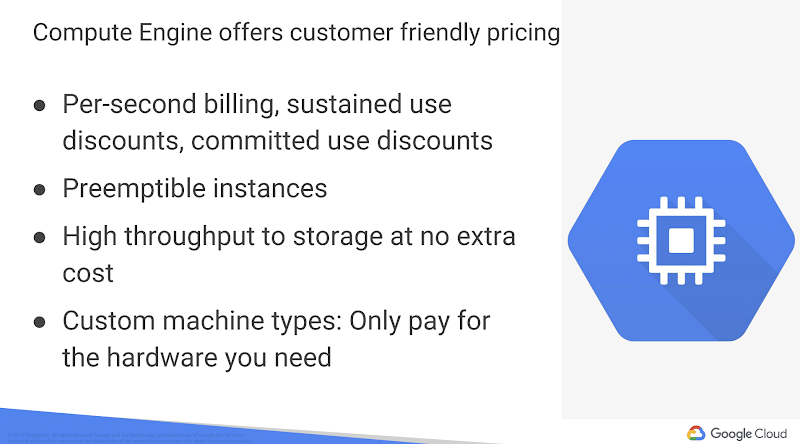 Compute Engine offers customer friendly pricing
● Per-second billing, sustained use
discounts, committed use discounts
● Preemptible instances
● High throughput to storage at no extra
cost
● Custom machine types: Only pay for
the hardware you need
Google Cloud